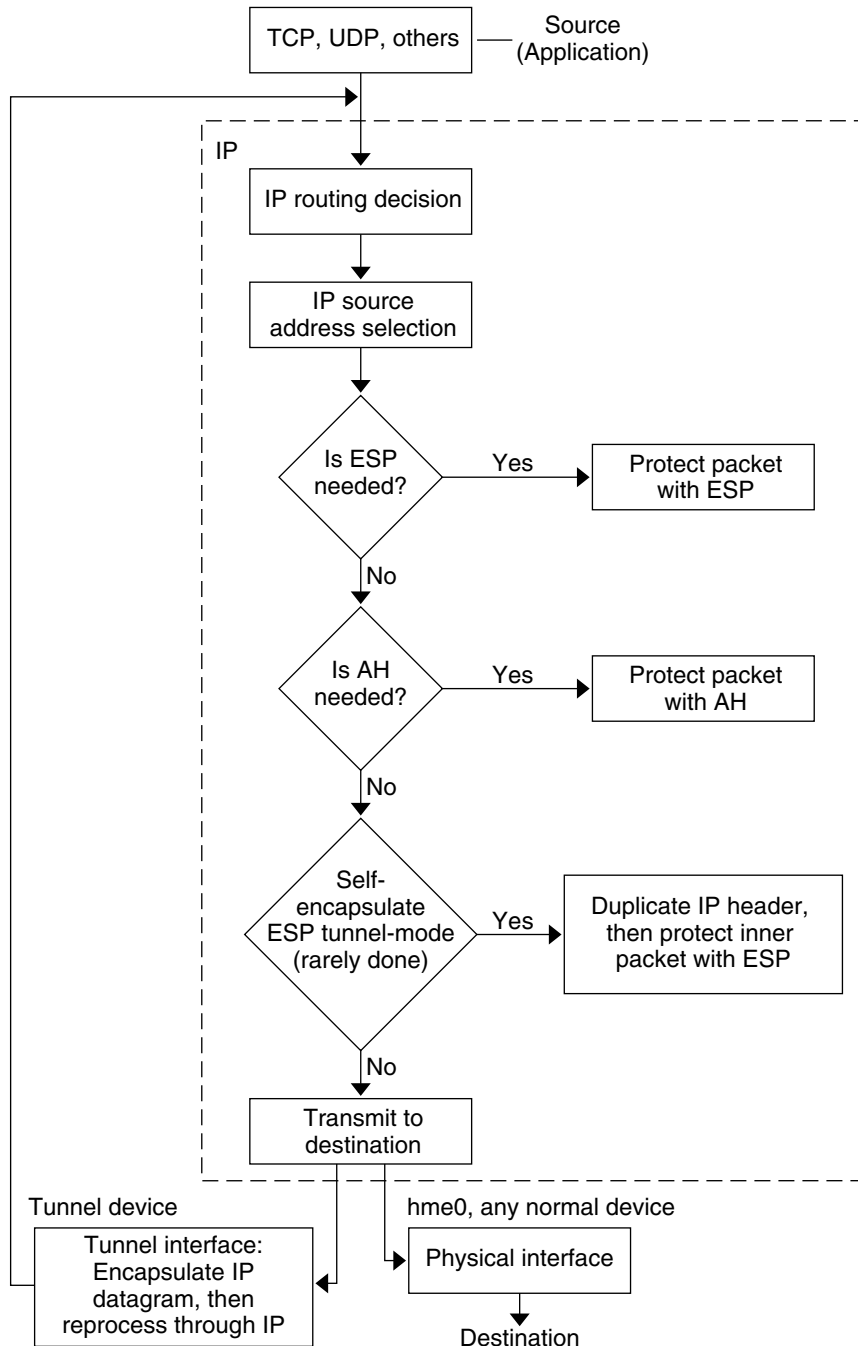 TCP, UDP, others
Source
(Application)
IP
IP routing decision
IP source
address selection
Is ESP
needed?
Yes
Protect packet
with ESP
No
Is AH
needed?
Yes
Protect packet
with AH
No
Self-
encapsulate
ESP tunnel-mode
(rarely done)
Yes
Duplicate IP header,
then protect inner
packet with ESP
No
Transmit to
destination
Tunnel device
hme0, any normal device
Tunnel interface:
Encapsulate IP
datagram, then
reprocess through IP
Physical interface
Destination